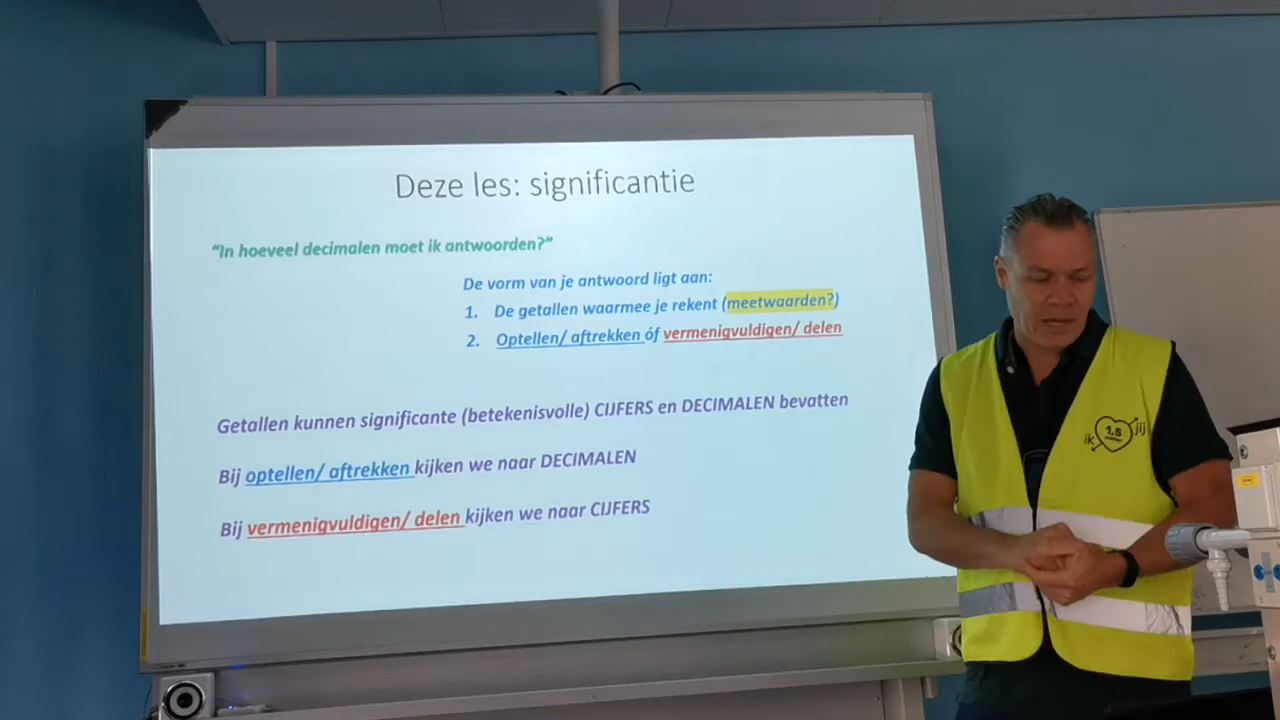 Deze les: significantie
“In hoeveel decimalen moet ik antwoorden?”
De vorm van je antwoord ligt aan:
1. De getallen waarmee je rekent (meetwaarden?)
2. Optellen/ aftrekken óf vermenigvuldigen/ delen
Getallen kunnen significante (betekenisvolle) CIJFERS en DECIMALEN bevatten
Bij optellen/ aftrekken kijken we naar DECIMALEN
Bij vermenigvuldigen/ delen kijken we naar CIJFERS
ik 1,5 jij
meter